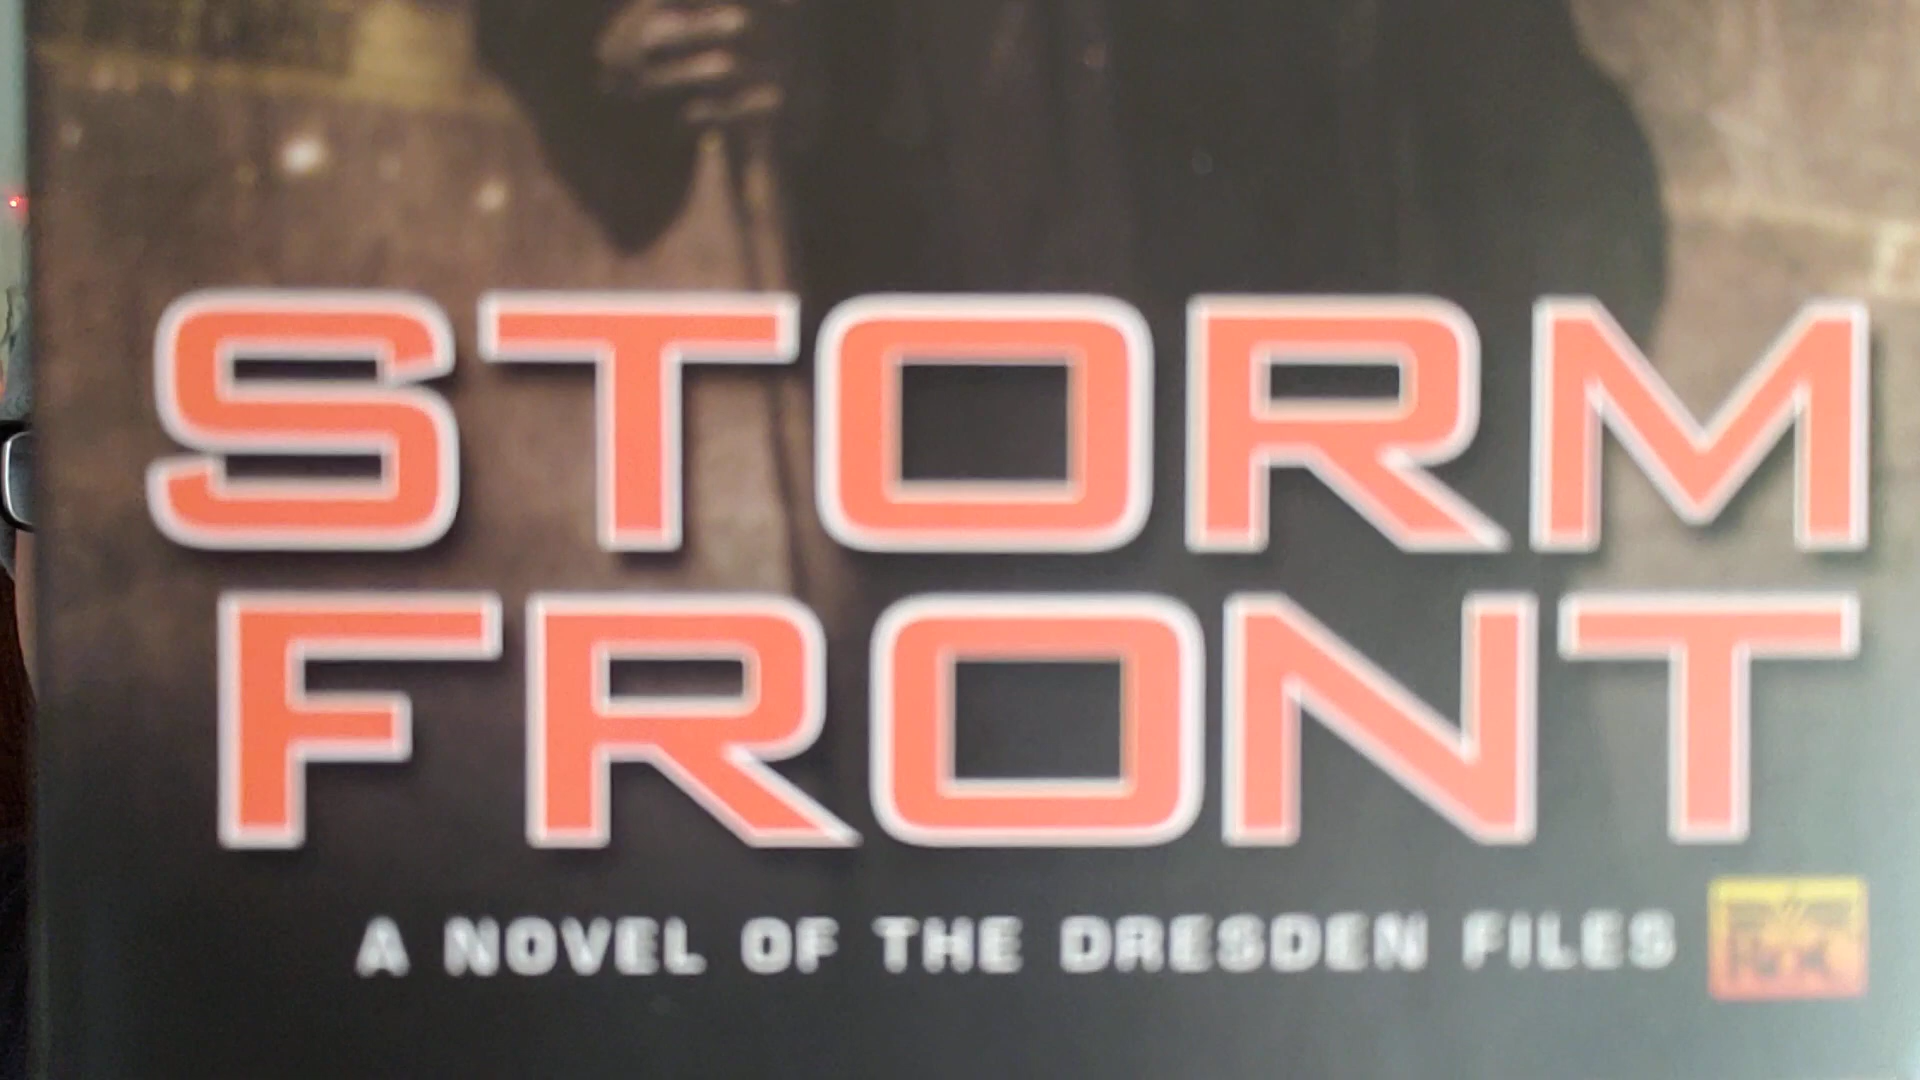 STORM
FRONT
A NOVEL OF THE DRESDEN FILES